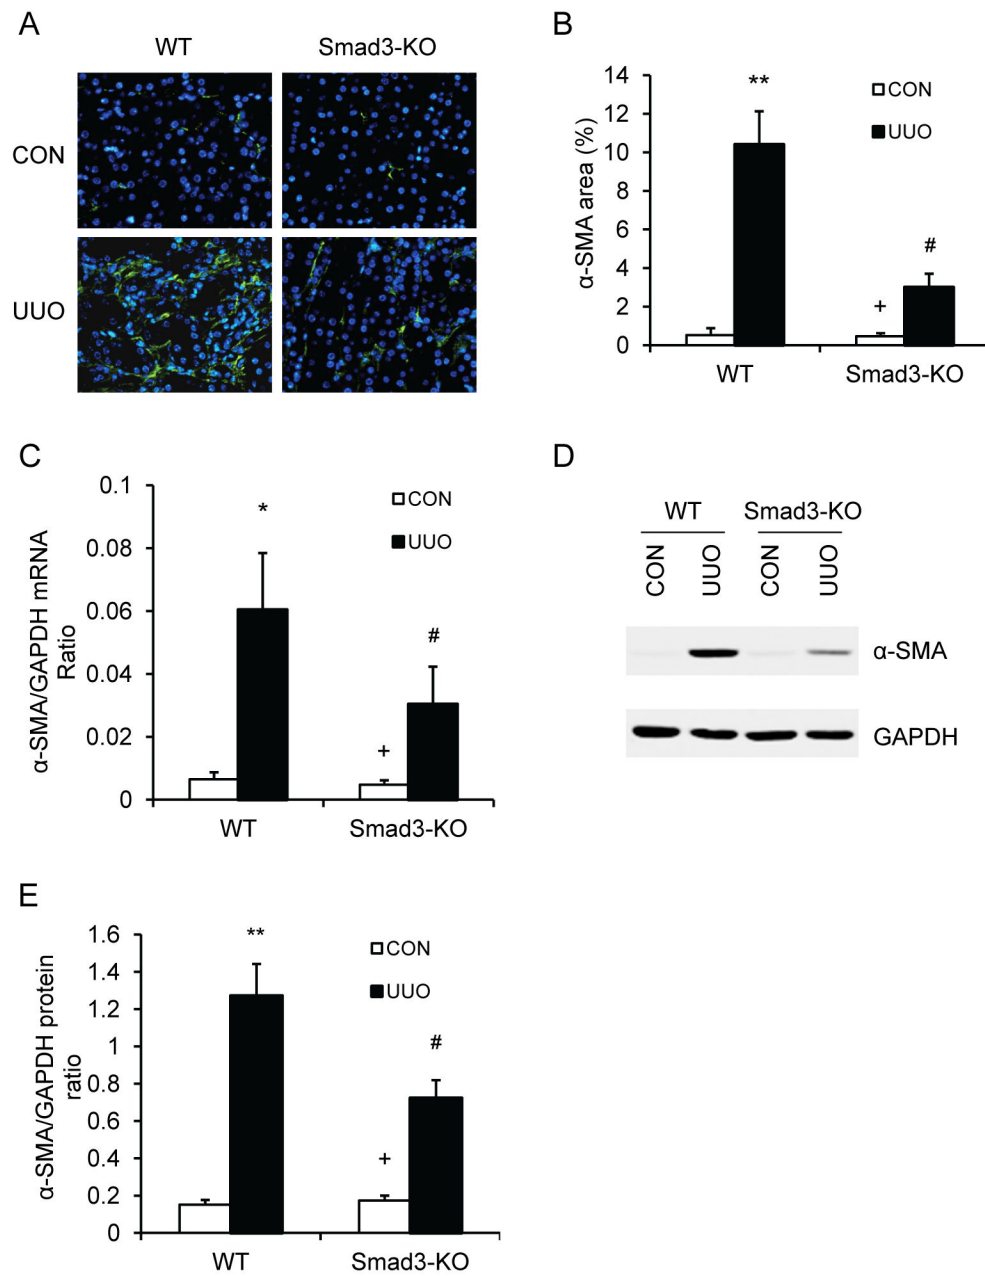 A
WT
Smad3-KO
CON
UUO
B
α-SMA area (%)
14
12
10
8
6
4
2
0
**
+
#
CON
UUO
WT
Smad3-KO
C
α-SMA/GAPDH mRNA
Ratio
0.1
0.08
0.06
0.04
0.02
0
*
+
#
CON
UUO
WT
Smad3-KO
D
WT
Smad3-KO
CON
UUO
CON
UUO
α-SMA
GAPDH
E
α-SMA/GAPDH protein
ratio
1.6
1.4
1.2
1
0.8
0.6
0.4
0.2
0
**
+
#
CON
UUO
WT
Smad3-KO